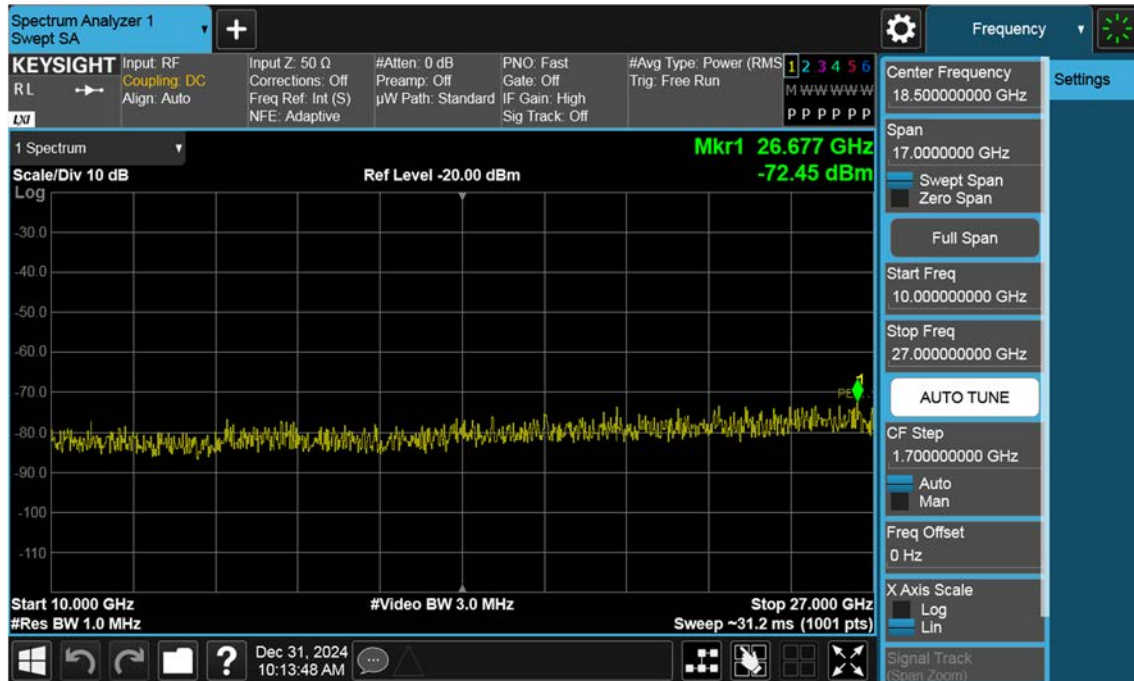 Spectrum Analyzer 1
Swept SA
+
Frequency
KEYSIGHT
RL
LXI
Input: RF
Coupling: DC
Align: Auto
Input Z: 50 Ω
Corrections: Off
Freq Ref: Int (S)
NFE: Adaptive
#Atten: 0 dB
Preamp: Off
µW Path: Standard
PNO: Fast
Gate: Off
IF Gain: High
Sig Track: Off
#Avg Type: Power (RMS
Trig: Free Run
1 2 3 4 5 6
M W W W W W
P P P P P P
1 Spectrum
Scale/Div 10 dB
Log
Ref Level -20.00 dBm
Mkr1 26.677 GHz
-72.45 dBm
-30.0
-40.0
-50.0
-60.0
-70.0
-80.0
-90.0
-100
-110
1
Start 10.000 GHz
#Res BW 1.0 MHz
#Video BW 3.0 MHz
Stop 27.000 GHz
Sweep ~31.2 ms (1001 pts)
?
Dec 31, 2024
10:13:48 AM
Center Frequency
18.500000000 GHz
Span
17.0000000 GHz
Swept Span
Zero Span
Full Span
Start Freq
10.000000000 GHz
Stop Freq
27.000000000 GHz
AUTO TUNE
CF Step
1.700000000 GHz
Auto
Man
Freq Offset
0 Hz
X Axis Scale
Log
Lin
Signal Track
(Span Zoom)
Settings